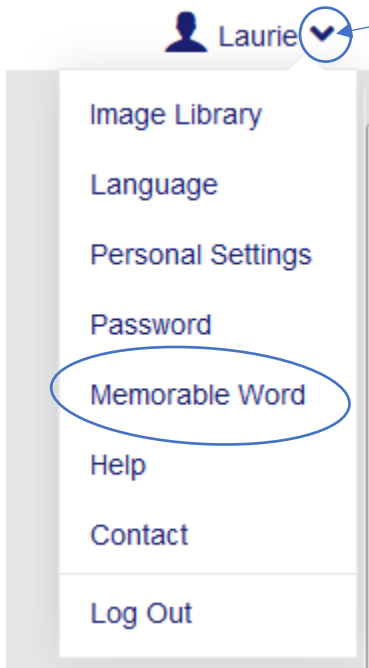 Laurie
Image Library
Language
Personal Settings
Password
Memorable Word
Help
Contact
Log Out